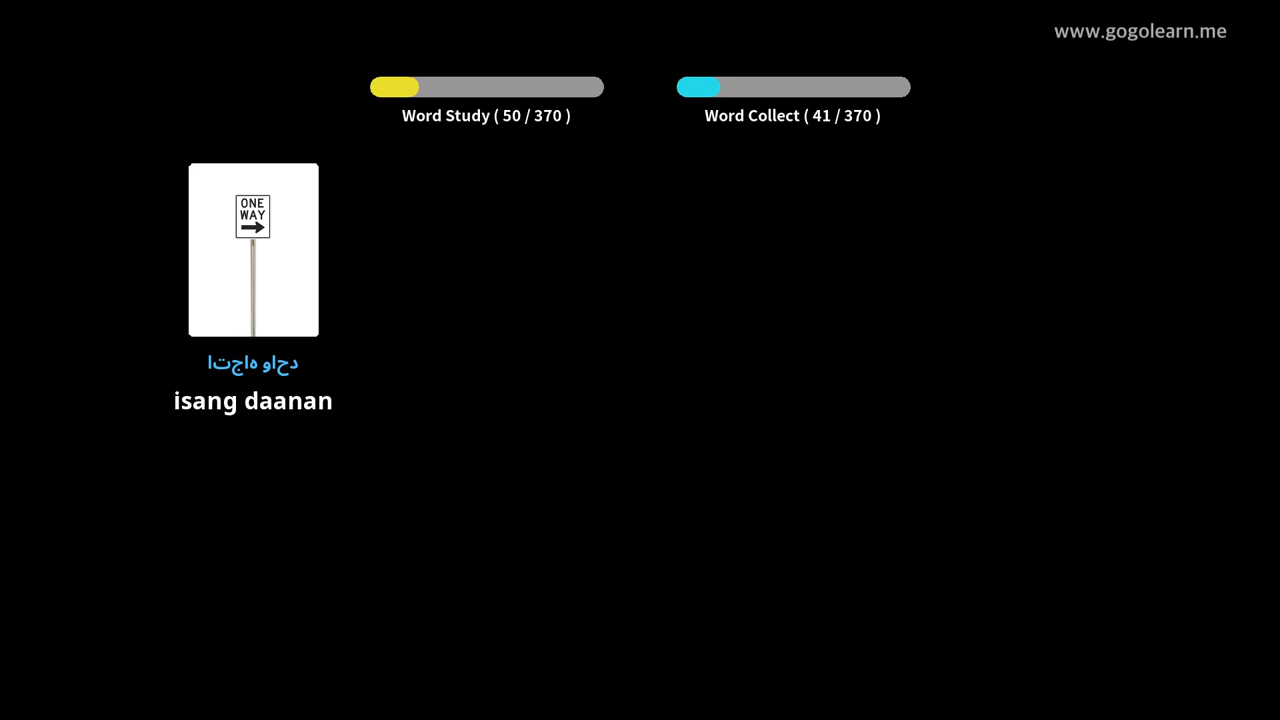 www.gogolearn.me
Word Study ( 50 / 370 )
Word Collect ( 41 / 370 )
ONE
WAY
اتجاه واحد
isang daanan